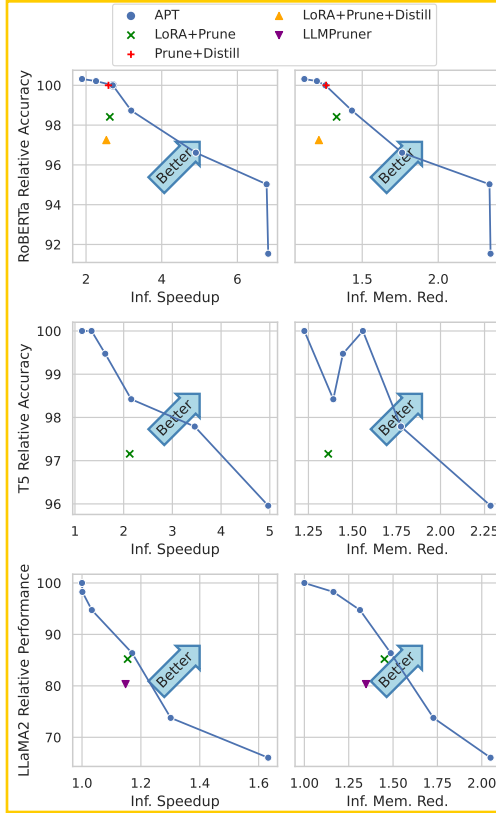 APT
LoRA+Prune
Prune+Distill
LoRA+Prune+Distill
LLMPruner
RoBERTa Relative Accuracy
100
98
96
94
92
Better
2 4 6
Inf. Speedup
Better
1.5 2.0
Inf. Mem. Red.
T5 Relative Accuracy
100
99
98
97
96
Better
1 2 3 4 5
Inf. Speedup
Better
1.25 1.50 1.75 2.00 2.25
Inf. Mem. Red.
LLaMA2 Relative Performance
100
90
80
70
Better
1.0 1.2 1.4 1.6
Inf. Speedup
Better
1.00 1.25 1.50 1.75 2.00
Inf. Mem. Red.